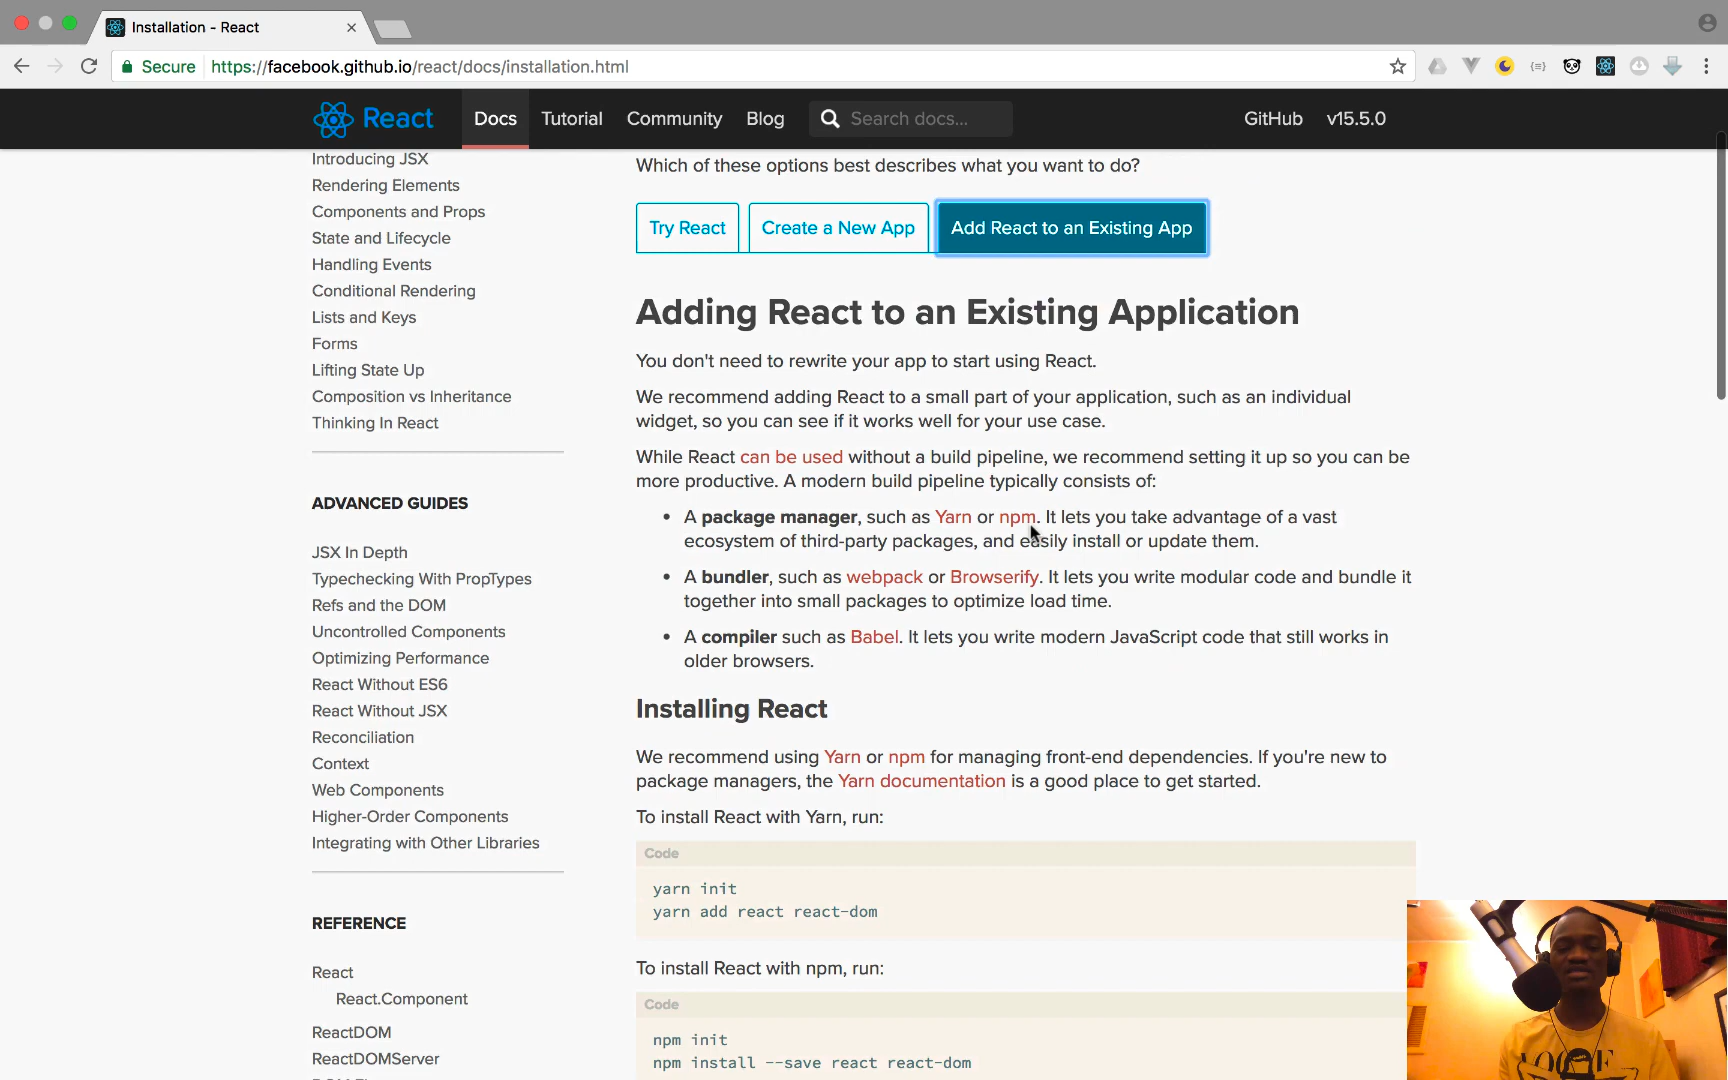 Installation - React
Secure https://facebook.github.io/react/docs/installation.html
React Docs Tutorial Community Blog Search docs... GitHub v15.5.0
Introducing JSX
Rendering Elements
Components and Props
State and Lifecycle
Handling Events
Conditional Rendering
Lists and Keys
Forms
Lifting State Up
Composition vs Inheritance
Thinking In React
ADVANCED GUIDES
JSX In Depth
Typechecking With PropTypes
Refs and the DOM
Uncontrolled Components
Optimizing Performance
React Without ES6
React Without JSX
Reconciliation
Context
Web Components
Higher-Order Components
Integrating with Other Libraries
REFERENCE
React
React.Component
ReactDOM
ReactDOMServer
Which of these options best describes what you want to do?
Try React Create a New App Add React to an Existing App
Adding React to an Existing Application
You don't need to rewrite your app to start using React.
We recommend adding React to a small part of your application, such as an individual
widget, so you can see if it works well for your use case.
While React can be used without a build pipeline, we recommend setting it up so you can be
more productive. A modern build pipeline typically consists of:
• A package manager, such as Yarn or npm. It lets you take advantage of a vast
ecosystem of third-party packages, and easily install or update them.
• A bundler, such as webpack or Browserify. It lets you write modular code and bundle it
together into small packages to optimize load time.
• A compiler such as Babel. It lets you write modern JavaScript code that still works in
older browsers.
Installing React
We recommend using Yarn or npm for managing front-end dependencies. If you're new to
package managers, the Yarn documentation is a good place to get started.
To install React with Yarn, run:
Code
yarn init
yarn add react react-dom
To install React with npm, run:
Code
npm init
npm install --save react react-dom